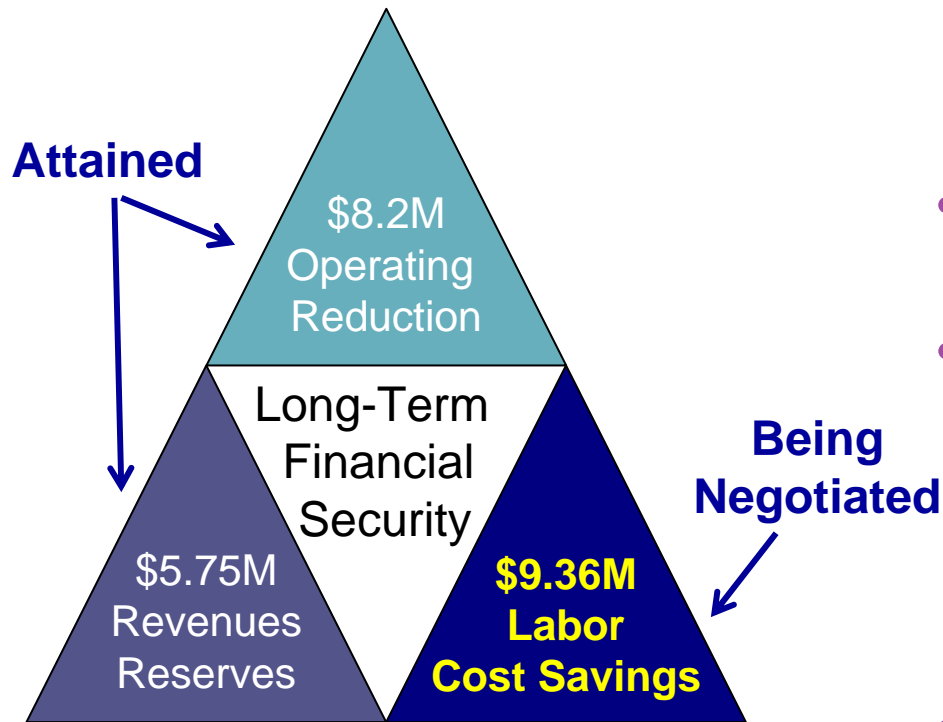 Attained
$8.2M
Operating
Reduction
Long-Term
Financial
Security
Being
Negotiated
$5.75M
Revenues
Reserves
$9.36M
Labor
Cost Savings